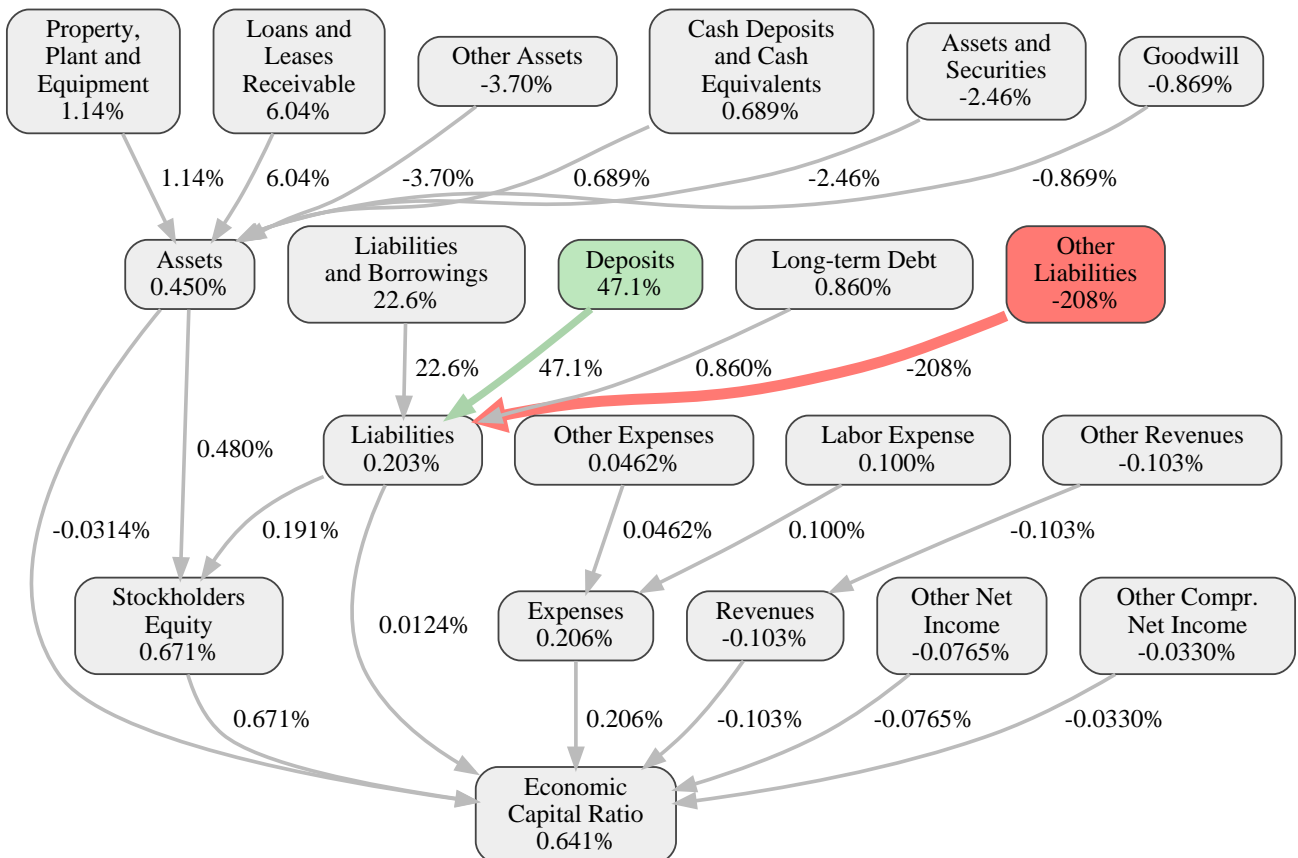 Property,
Plant and
Equipment
1.14%
Loans and
Leases
Receivable
6.04%
Other Assets
-3.70%
Cash Deposits
and Cash
Equivalents
0.689%
Assets and
Securities
-2.46%
Goodwill
-0.869%
1.14%
6.04%
-3.70%
0.689%
-2.46%
-0.869%
Assets
0.450%
Liabilities
and Borrowings
22.6%
Deposits
47.1%
Long-term Debt
0.860%
Other
Liabilities
-208%
22.6%
47.1%
0.860%
-208%
Liabilities
0.203%
Other Expenses
0.0462%
Labor Expense
0.100%
Other Revenues
-0.103%
0.480%
-0.0314%
0.191%
0.0462%
0.100%
-0.103%
Stockholders
Equity
0.671%
0.0124%
Expenses
0.206%
Revenues
-0.103%
Other Net
Income
-0.0765%
Other Compr.
Net Income
-0.0330%
0.671%
0.206%
-0.103%
-0.0765%
-0.0330%
Economic
Capital Ratio
0.641%